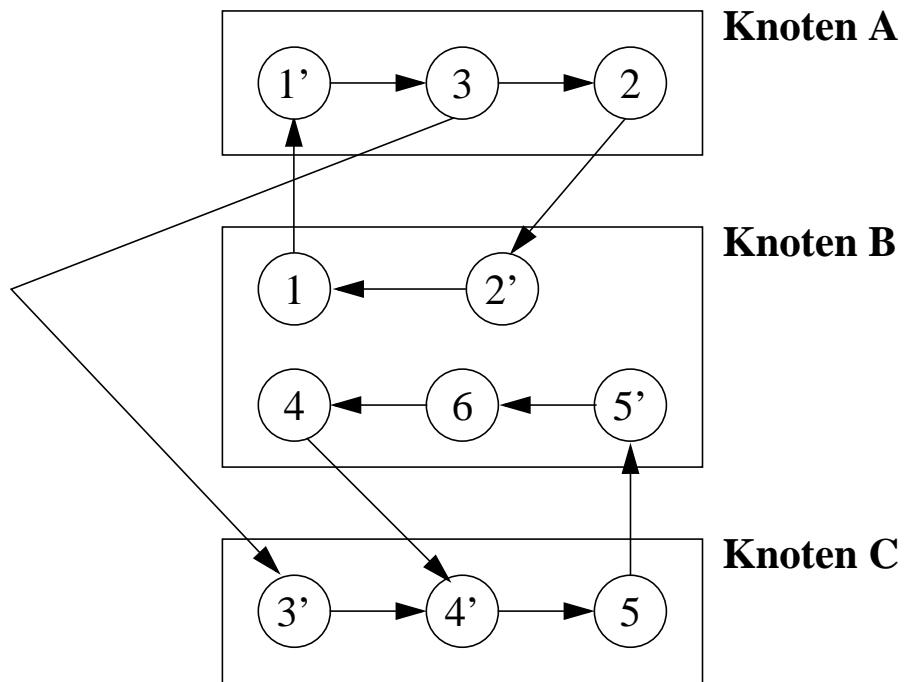 Knoten A
1’ 3 2
Knoten B
1 2’
4 6 5’
Knoten C
3’ 4’ 5